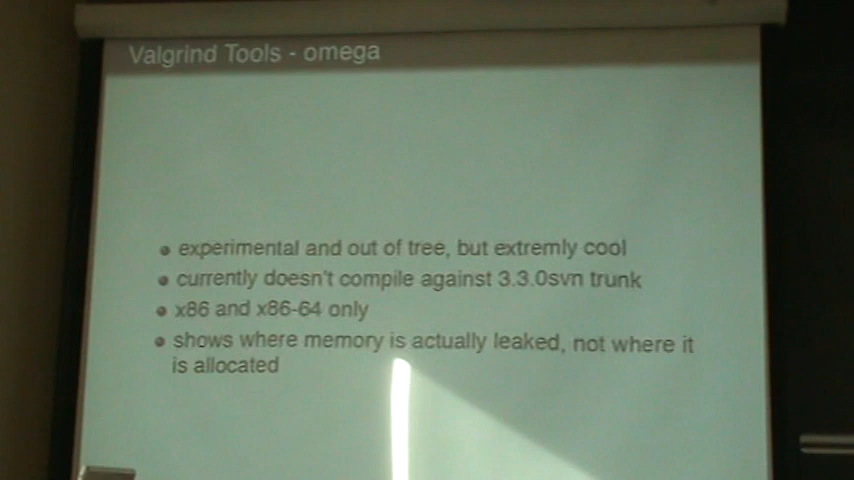 Valgrind Tools - omega
experimental and out of tree, but extremly cool
currently doesn't compile against 3.3.0svn trunk
x86 and x86-64 only
shows where memory is actually leaked, not where it
is allocated